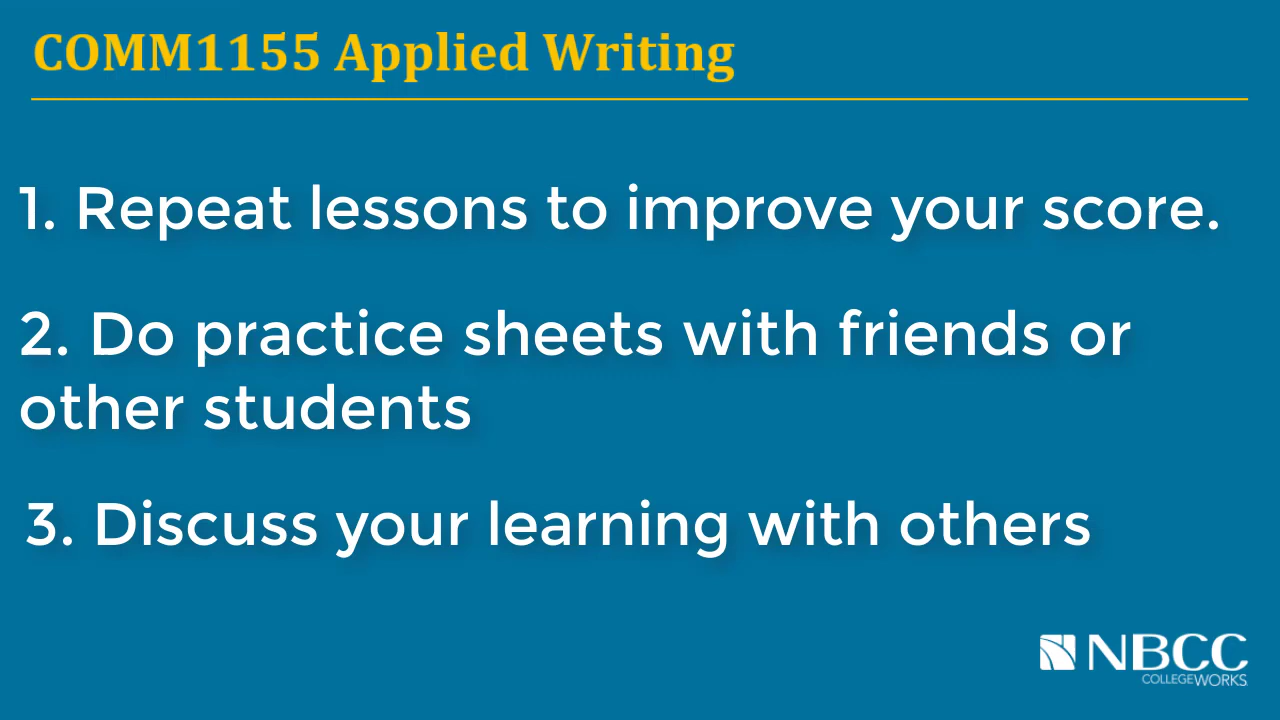 COMM1155 Applied Writing
1. Repeat lessons to improve your score.
2. Do practice sheets with friends or
other students
3. Discuss your learning with others
NBCC
COLLEGEWORKS